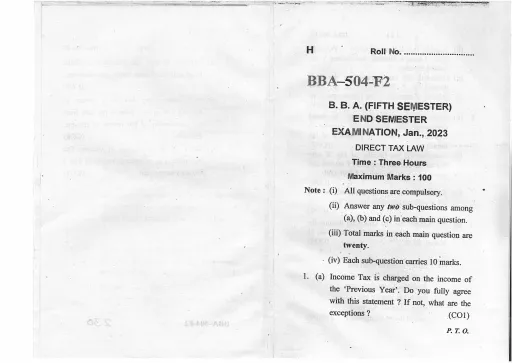 H Roll No. ................................
BBA–504-F2
B. B. A. (FIFTH SEMESTER)
END SEMESTER
EXAMINATION, Jan., 2023
DIRECT TAX LAW
Time : Three Hours
Maximum Marks : 100
Note : (i) All questions are compulsory.
(ii) Answer any two sub-questions among
(a), (b) and (c) in each main question.
(iii) Total marks in each main question are
twenty.
(iv) Each sub-question carries 10 marks.
1. (a) Income Tax is charged on the income of
the 'Previous Year'. Do you fully agree
with this statement ? If not, what are the
exceptions ? (CO1)
P. T. O.